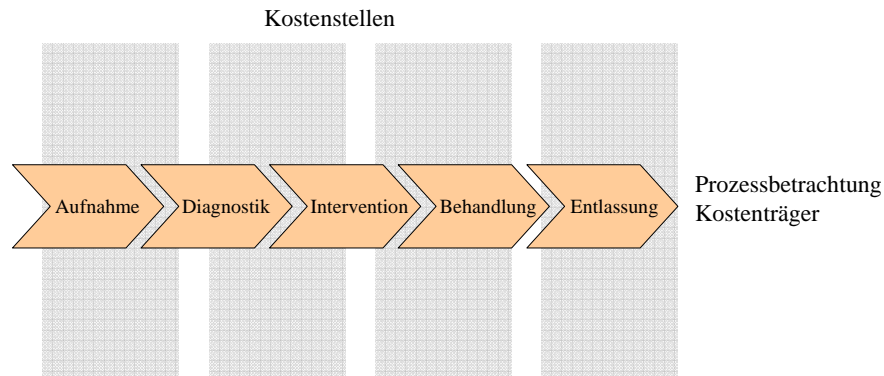 Kostenstellen
Aufnahme
Diagnostik
Intervention
Behandlung
Entlassung
Prozessbetrachtung
Kostenträger